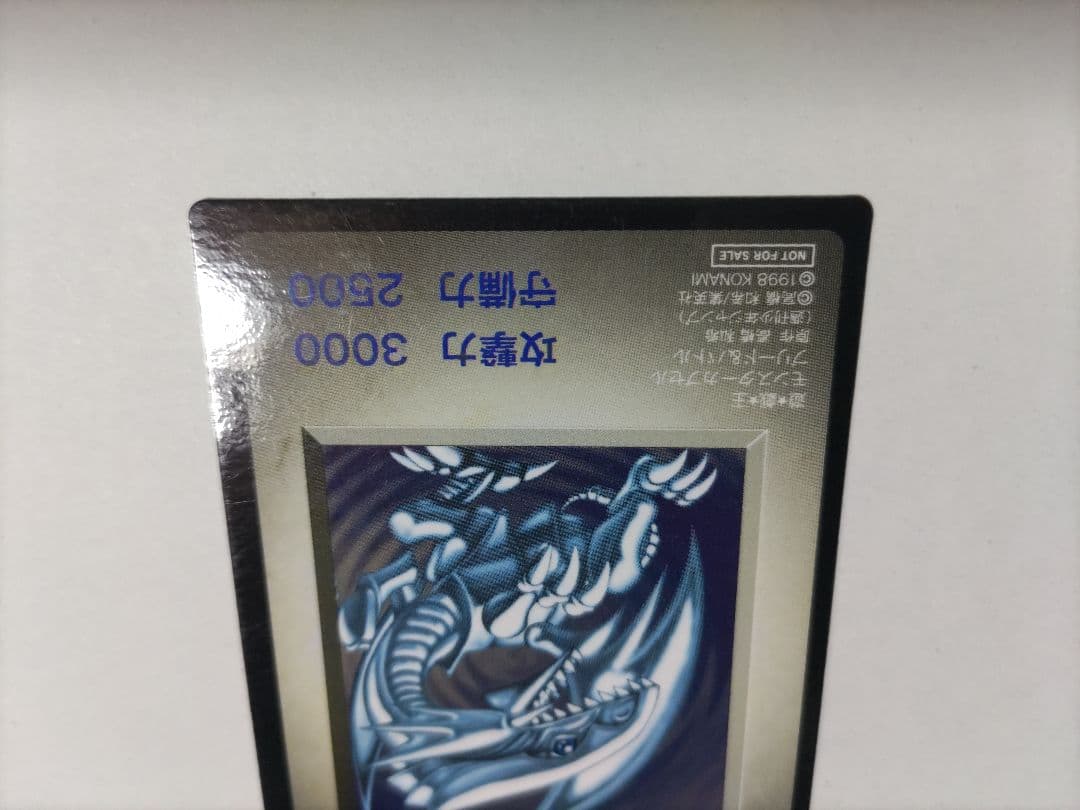 攻撃力 3000
守備力 2500
遊★戯★王
モンスターカプセル
ブリード&バトル
原作 高橋 和希
(週刊少年ジャンプ)
©高橋 和希/集英社
©1998 KONAMI
NOT FOR SALE